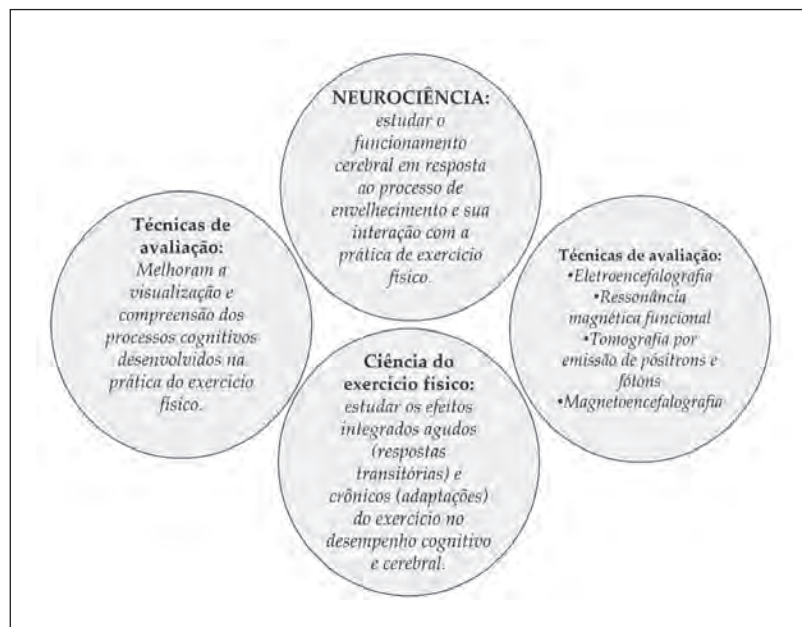 NEUROCIÊNCIA:
estudar o
funcionamento
cerebral em resposta
ao processo de
envelhecimento e sua
interação com a
prática de exercício
físico.
Técnicas de
avaliação:
Melhoram a
visualização e
compreensão dos
processos cognitivos
desenvolvidos na
prática do exercício
físico.
Técnicas de avaliação:
•Eletroencefalografia
•Ressonância
magnética funcional
•Tomografia por
emissão de pósitrons e
fótons
•Magnetoencefalografia
Ciência do
exercício físico:
estudar os efeitos
integrados agudos
(respostas
transitórias) e
crônicos (adaptações)
do exercício no
desempenho cognitivo
e cerebral.